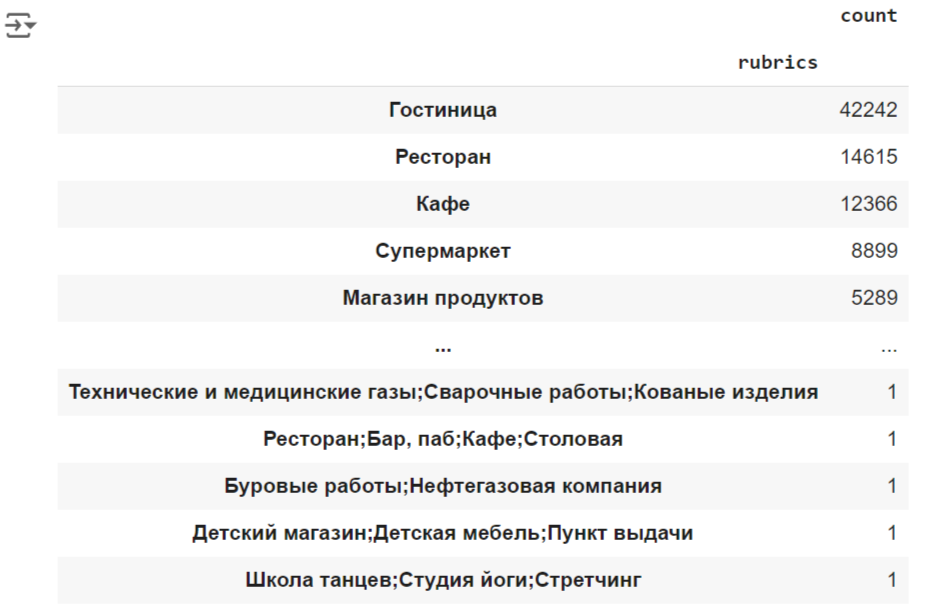 count
rubrics
Гостиница 42242
Ресторан 14615
Кафе 12366
Супермаркет 8899
Магазин продуктов 5289
... ...
Технические и медицинские газы;Сварочные работы;Кованые изделия 1
Ресторан;Бар, паб;Кафе;Столовая 1
Буровые работы;Нефтегазовая компания 1
Детский магазин;Детская мебель;Пункт выдачи 1
Школа танцев;Студия йоги;Стретчинг 1